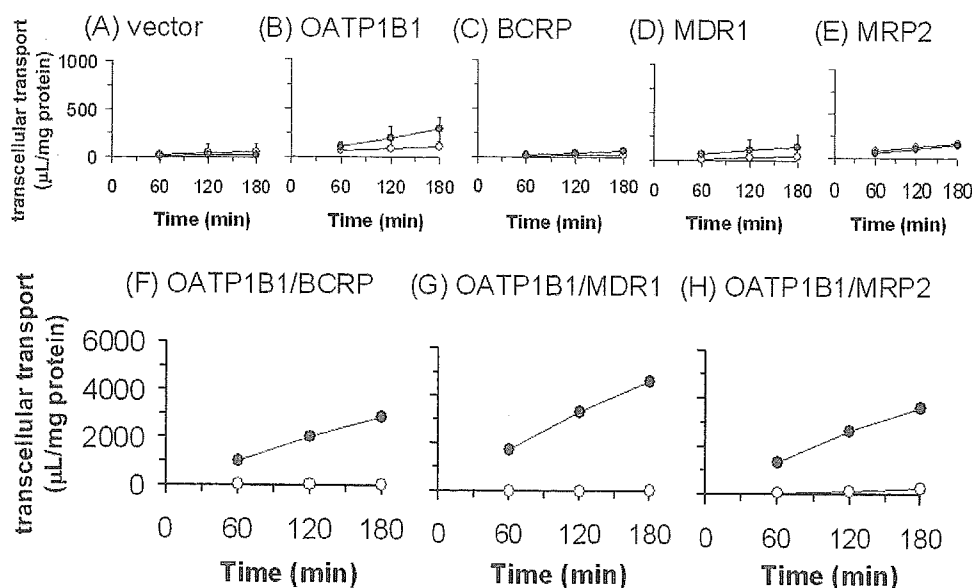 (A) vector
(B) OATP1B1
(C) BCRP
(D) MDR1
(E) MRP2
transcellular transport
(µL/mg protein)
1000
500
0
0 60 120 180
0 60 120 180
0 60 120 180
0 60 120 180
0 60 120 180
Time (min)
Time (min)
Time (min)
Time (min)
Time (min)
(F) OATP1B1/BCRP
(G) OATP1B1/MDR1
(H) OATP1B1/MRP2
transcellular transport
(µL/mg protein)
6000
4000
2000
0
0 60 120 180
0 60 120 180
0 60 120 180
Time (min)
Time (min)
Time (min)